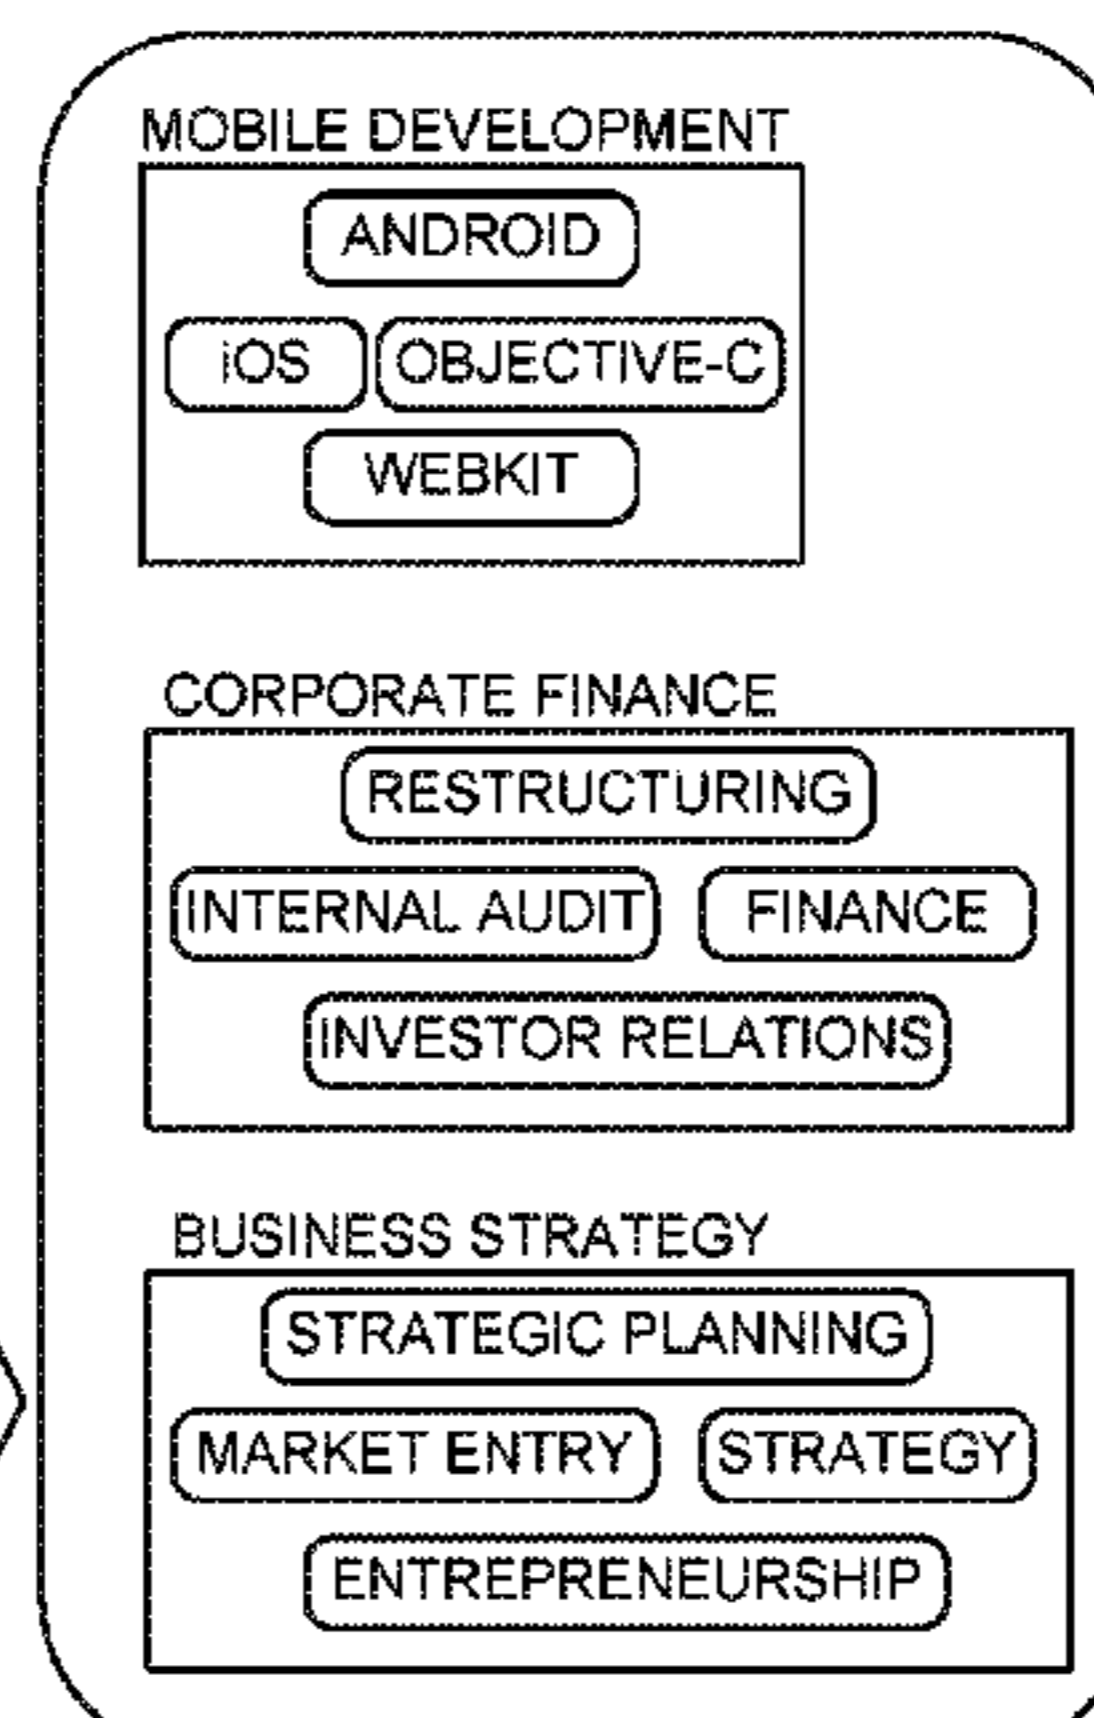 MOBILE DEVELOPMENT
ANDROID
iOS OBJECTIVE-C
WEBKIT
CORPORATE FINANCE
RESTRUCTURING
INTERNAL AUDIT FINANCE
INVESTOR RELATIONS
BUSINESS STRATEGY
STRATEGIC PLANNING
MARKET ENTRY STRATEGY
ENTREPRENEURSHIP